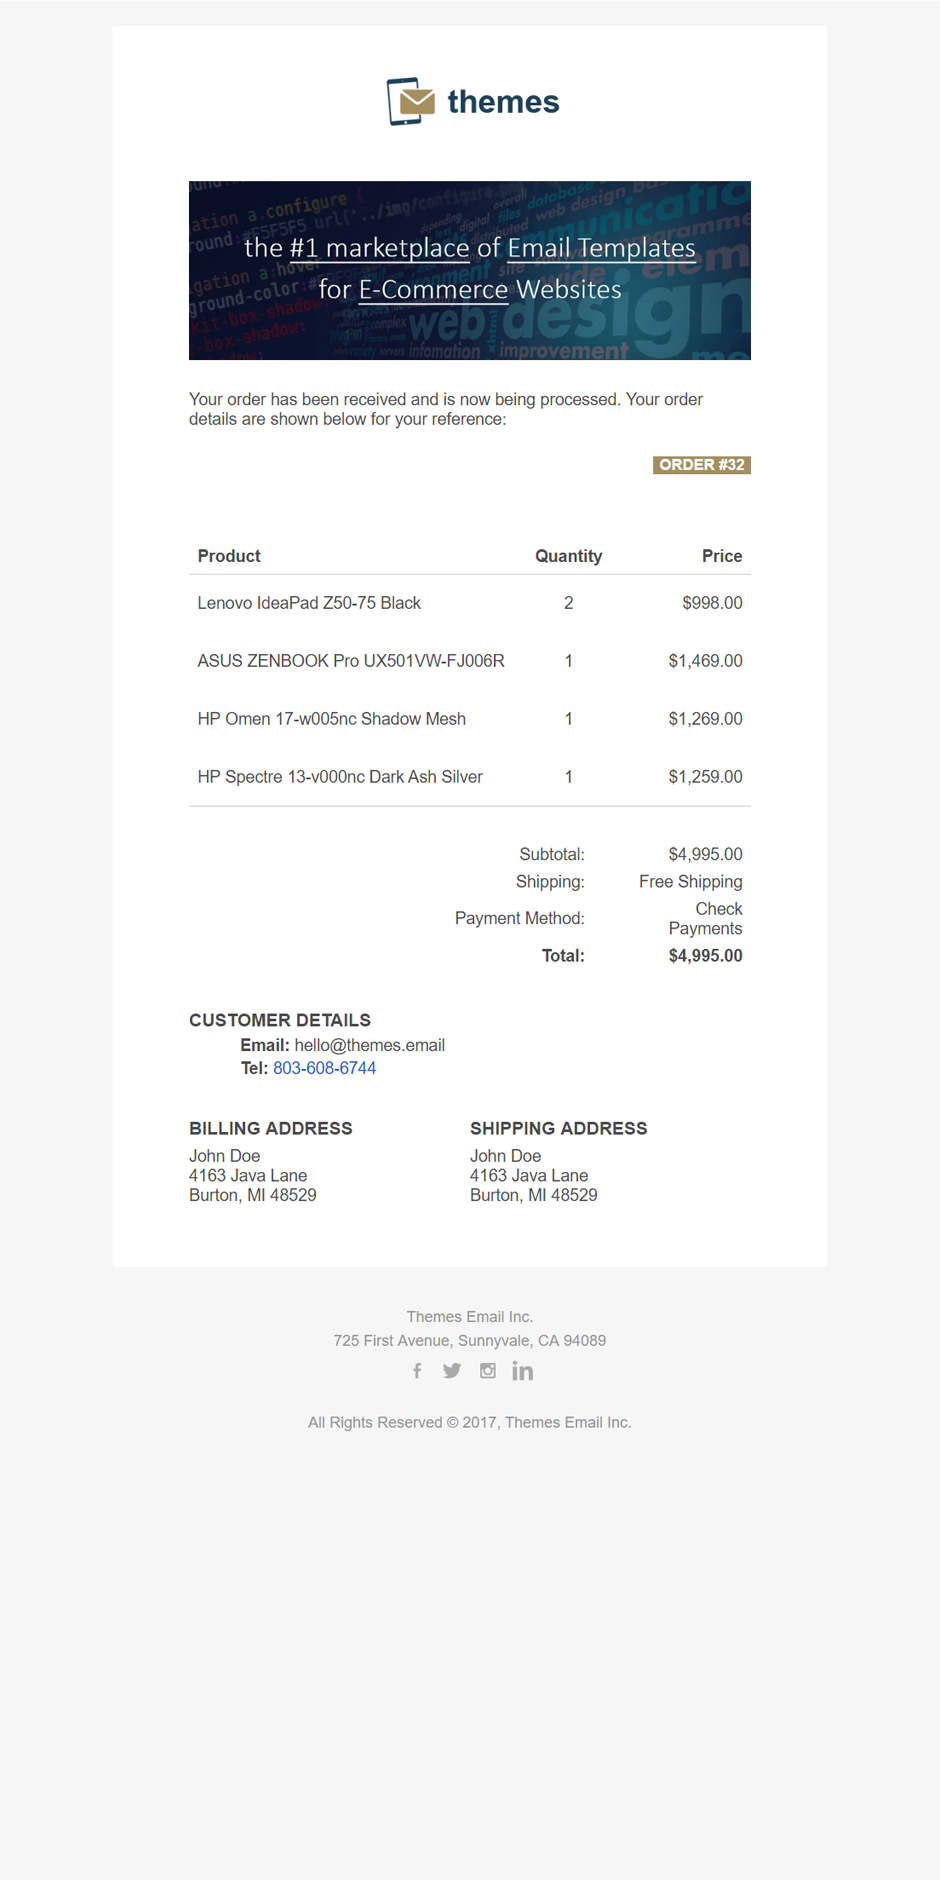 themes
the #1 marketplace of Email Templates
for E-Commerce Websites
Your order has been received and is now being processed. Your order
details are shown below for your reference:
ORDER #32
Product Quantity Price
Lenovo IdeaPad Z50-75 Black 2 $998.00
ASUS ZENBOOK Pro UX501VW-FJ006R 1 $1,469.00
HP Omen 17-w005nc Shadow Mesh 1 $1,269.00
HP Spectre 13-v000nc Dark Ash Silver 1 $1,259.00
Subtotal: $4,995.00
Shipping: Free Shipping
Payment Method: Check
Payments
Total: $4,995.00
CUSTOMER DETAILS
Email: hello@themes.email
Tel: 803-608-6744
BILLING ADDRESS
John Doe
4163 Java Lane
Burton, MI 48529
SHIPPING ADDRESS
John Doe
4163 Java Lane
Burton, MI 48529
Themes Email Inc.
725 First Avenue, Sunnyvale, CA 94089
All Rights Reserved © 2017, Themes Email Inc.